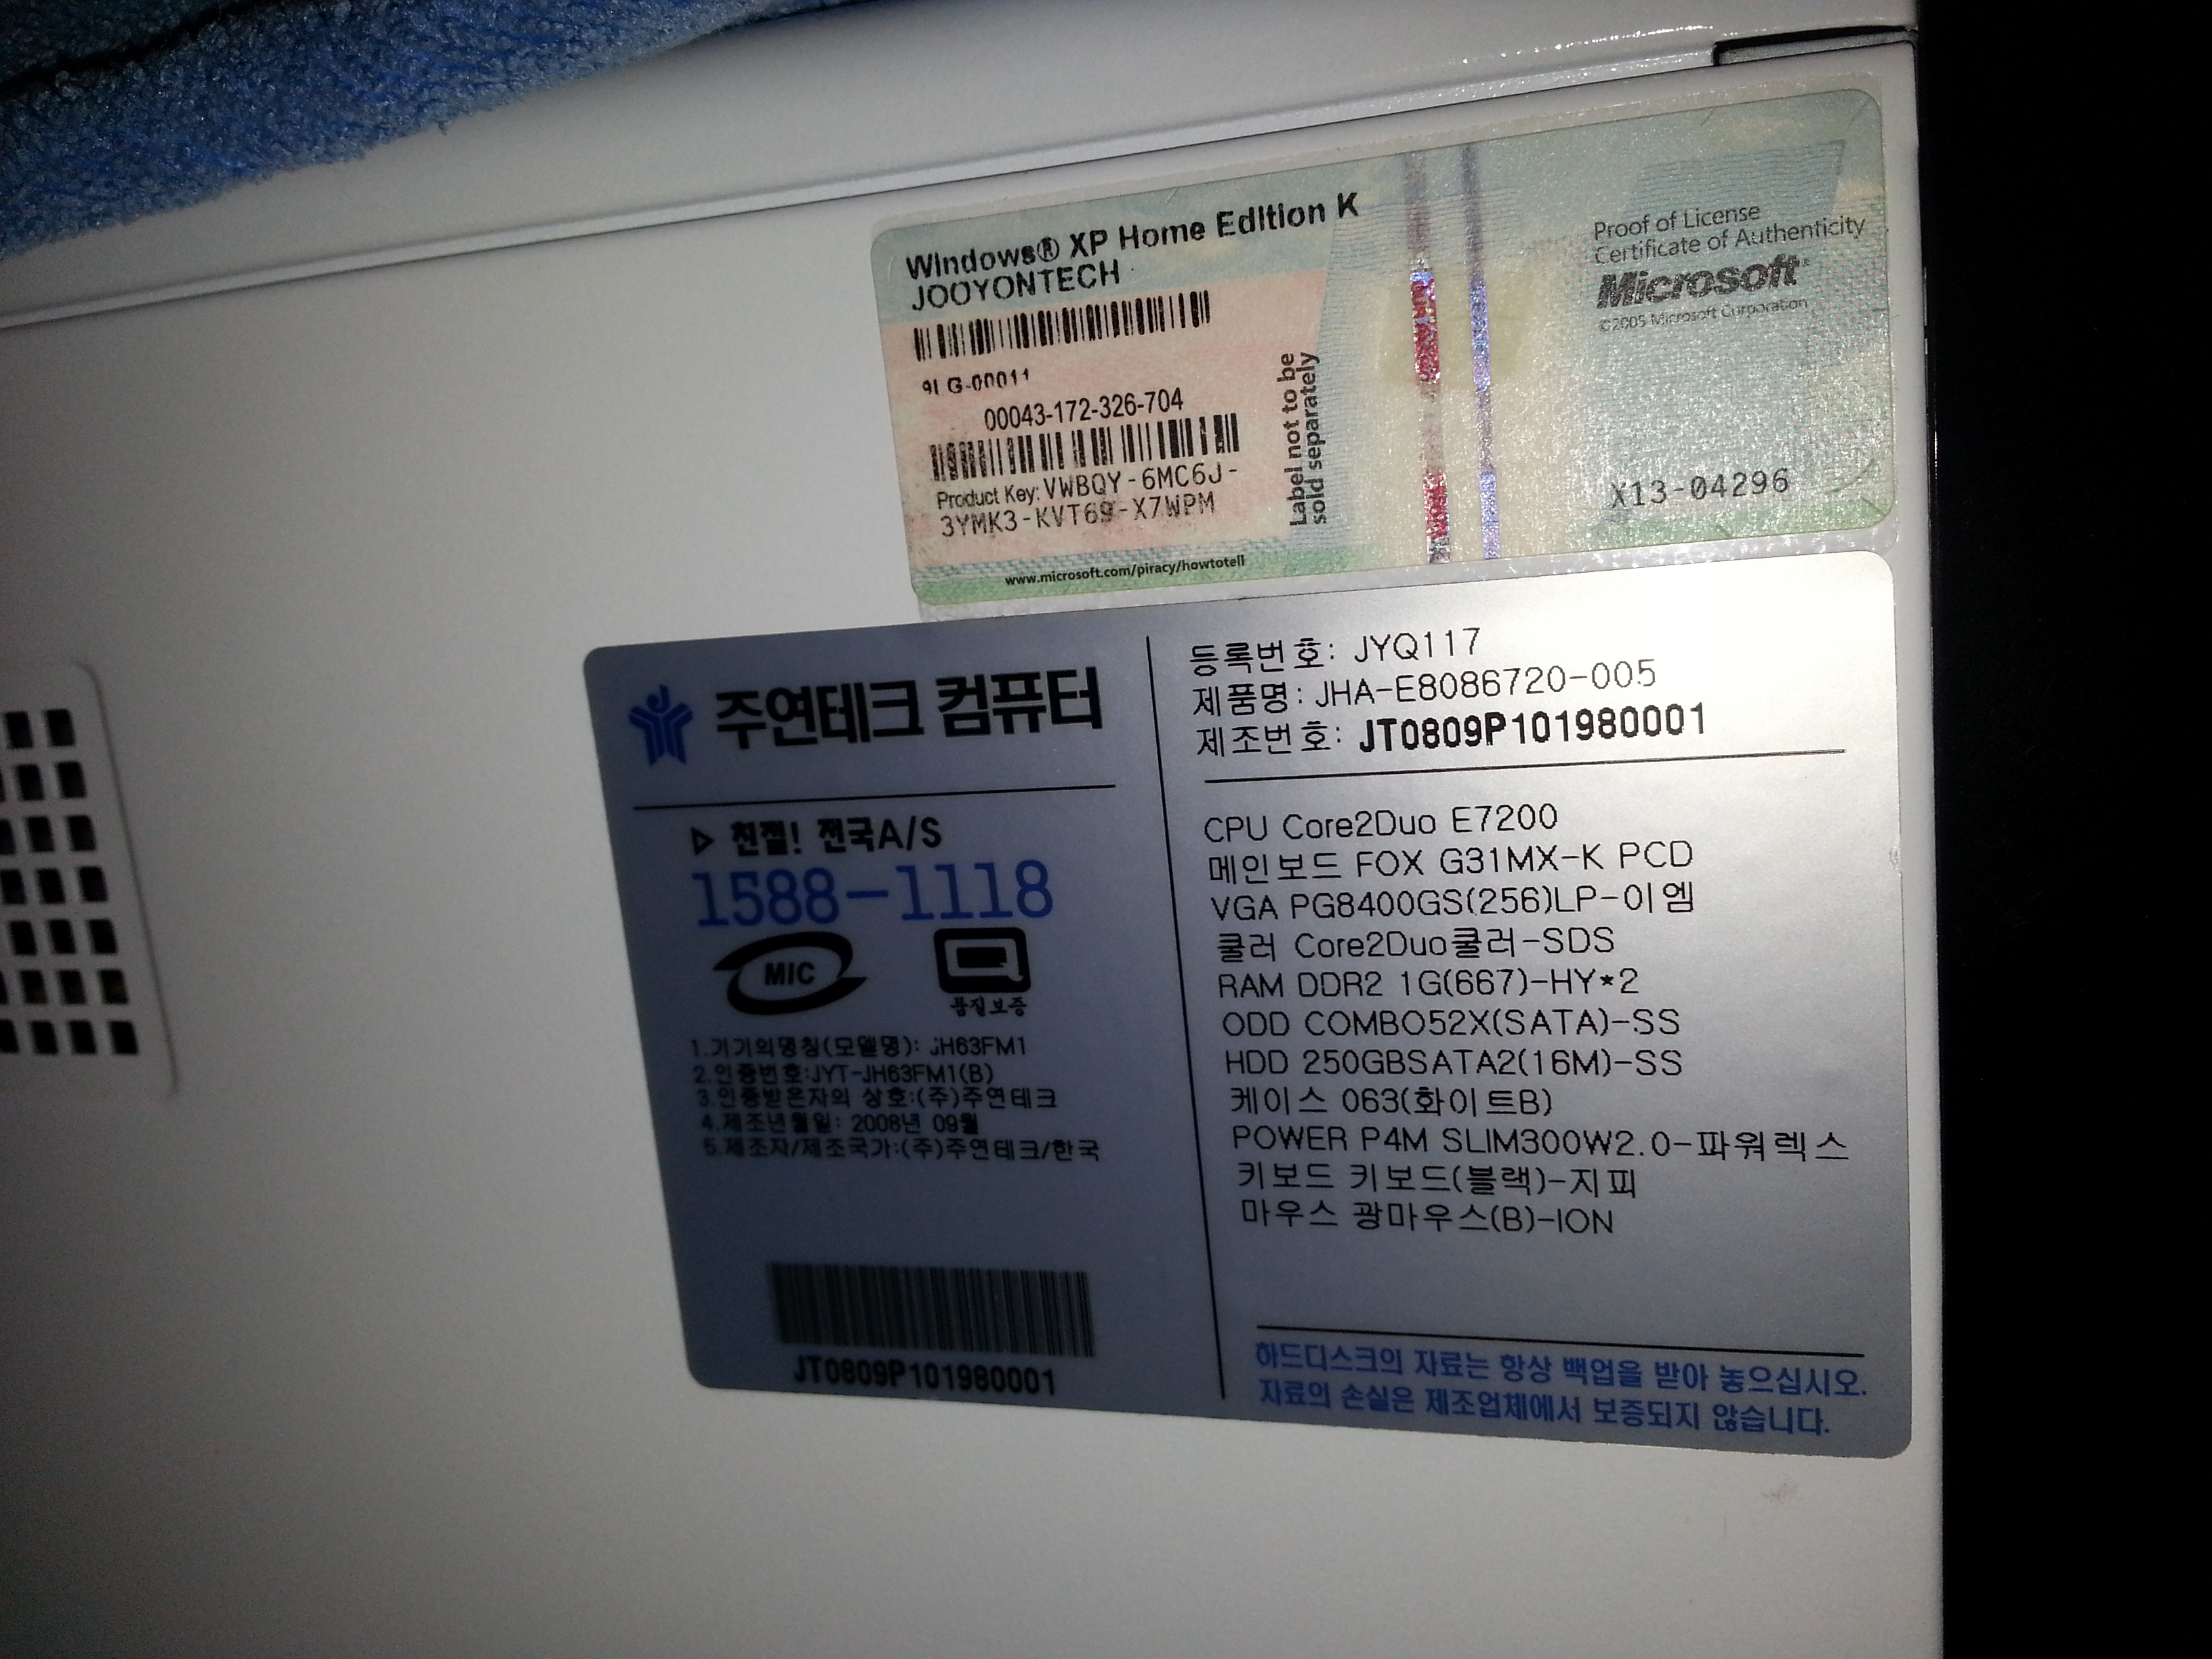 Windows® XP Home Edition K
JOOYONTECH
00043-172-326-704
Product Key: VWBQY-6MC6J-
3YMK3-KVT69-X7WPM
www.microsoft.com/piracy/howtotell
Label not to be
sold separately
Proof of License
Certificate of Authenticity
Microsoft®
©2005 Microsoft Corporation
X13-04296
주연테크 컴퓨터
▷ 친절! 전국A/S
1588-1118
MIC
품질보증
1.기기의명칭(모델명): JH63FM1
2.인증번호:JYT-JH63FM1(B)
3.인증받은자의 상호:(주)주연테크
4.제조년월일: 2008년 09월
5.제조자/제조국가:(주)주연테크/한국
JT0809P101980001
등록번호: JYQ117
제품명: JHA-E8086720-005
제조번호: JT0809P101980001
CPU Core2Duo E7200
메인보드 FOX G31MX-K PCD
VGA PG8400GS(256)LP-이엠
쿨러 Core2Duo쿨러-SDS
RAM DDR2 1G(667)-HY*2
ODD COMBO52X(SATA)-SS
HDD 250GBSATA2(16M)-SS
케이스 063(화이트B)
POWER P4M SLIM300W2.0-파워렉스
키보드 키보드(블랙)-지피
마우스 광마우스(B)-ION
하드디스크의 자료는 항상 백업을 받아 놓으십시오.
자료의 손실은 제조업체에서 보증되지 않습니다.